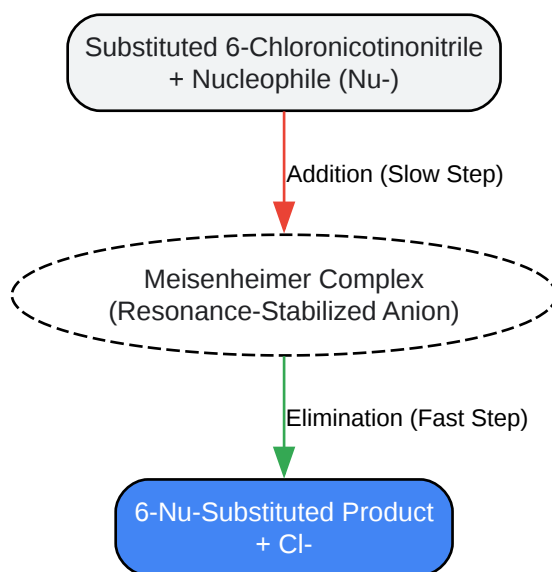 Substituted 6-Chloronicotinonitrile
+ Nucleophile (Nu-)
Addition (Slow Step)
Meisenheimer Complex
(Resonance-Stabilized Anion)
Elimination (Fast Step)
6-Nu-Substituted Product
+ Cl-